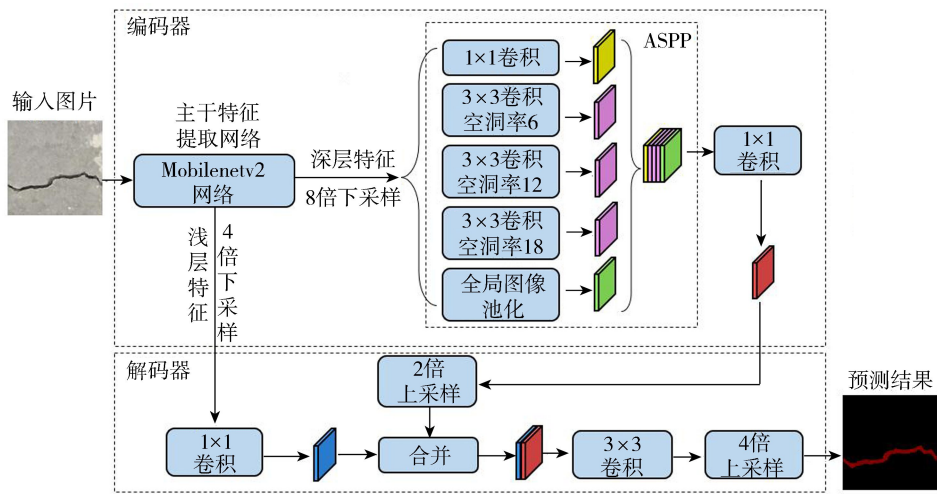 编码器
ASPP
输入图片
主干特征
提取网络
Mobilenetv2
网络
深层特征
8倍下采样
1×1卷积
3×3卷积
空洞率6
3×3卷积
空洞率12
3×3卷积
空洞率18
全局图像
池化
1×1
卷积
浅层特征
4倍下采样
解码器
2倍
上采样
1×1
卷积
合并
3×3
卷积
4倍
上采样
预测结果